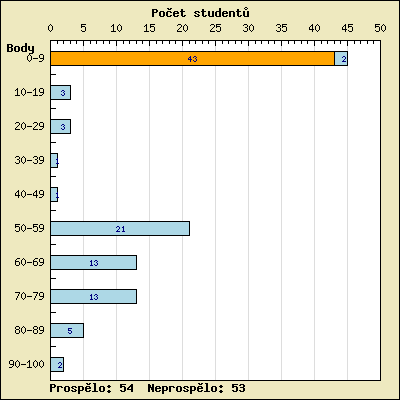 Počet studentů
0 5 10 15 20 25 30 35 40 45 50
Body
0-9 43 2
10-19 3
20-29 3
30-39 1
40-49 1
50-59 21
60-69 13
70-79 13
80-89 5
90-100 2
Prospělo: 54 Neprospělo: 53